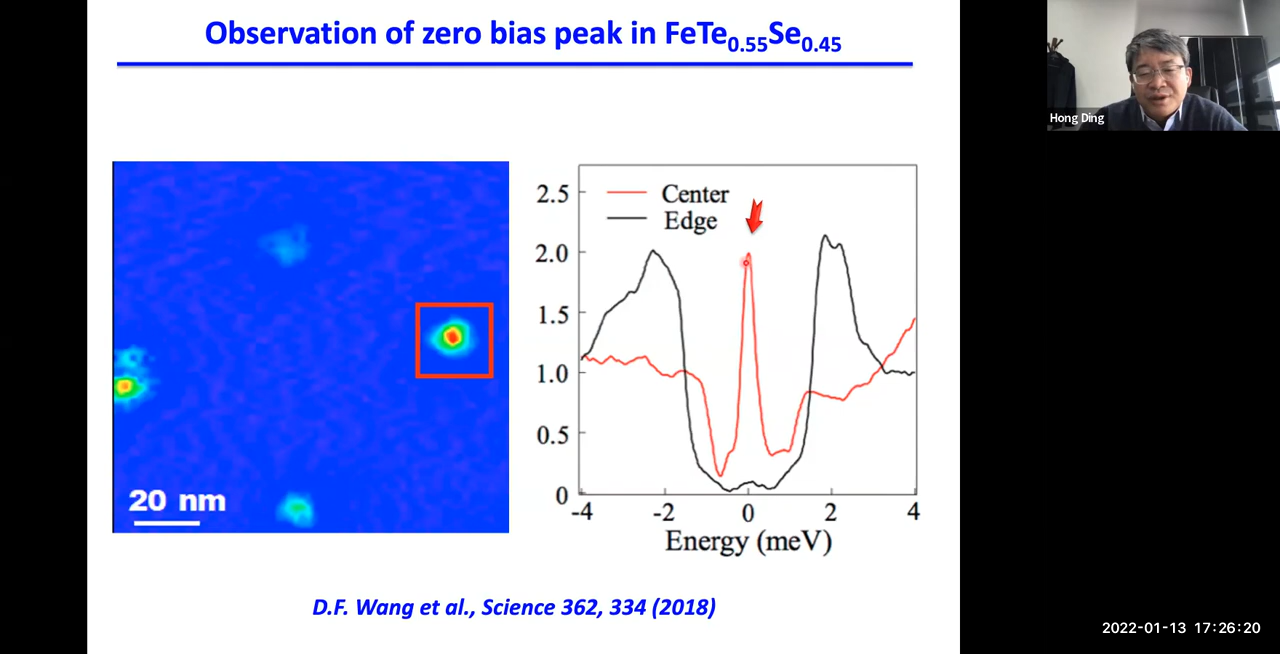 Observation of zero bias peak in FeTe0.55Se0.45
Hong Ding
20 nm
2.5
2.0
1.5
1.0
0.5
0
Center
Edge
-4 -2 0 2 4
Energy (meV)
D.F. Wang et al., Science 362, 334 (2018)
2022-01-13 17:26:20